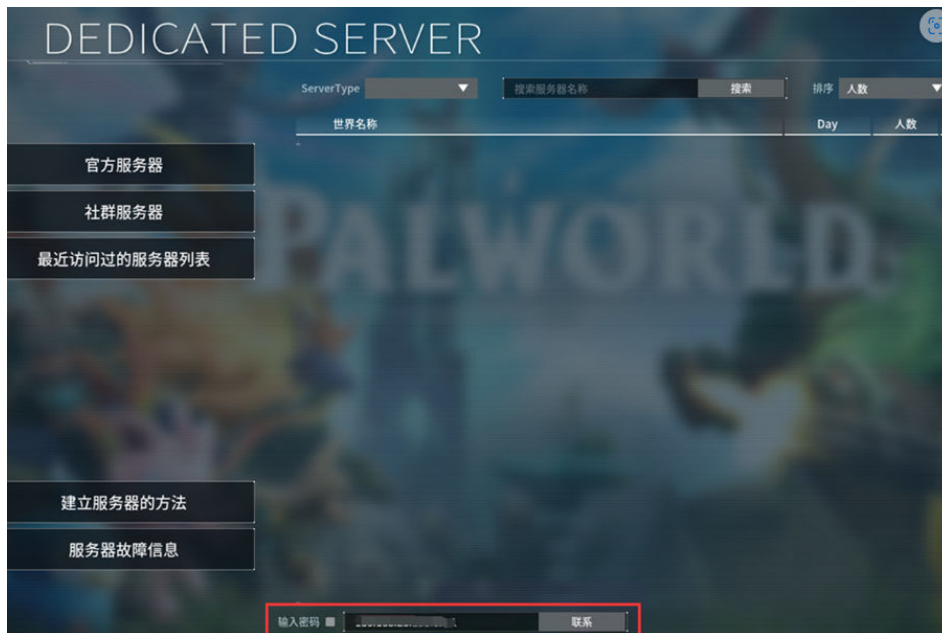 DEDICATED SERVER
ServerType 搜索服务器名称 搜索 排序 人数
世界名称 Day 人数
官方服务器
社群服务器
最近访问过的服务器列表
PALWORLD
建立服务器的方法
服务器故障信息
输入密码 联系